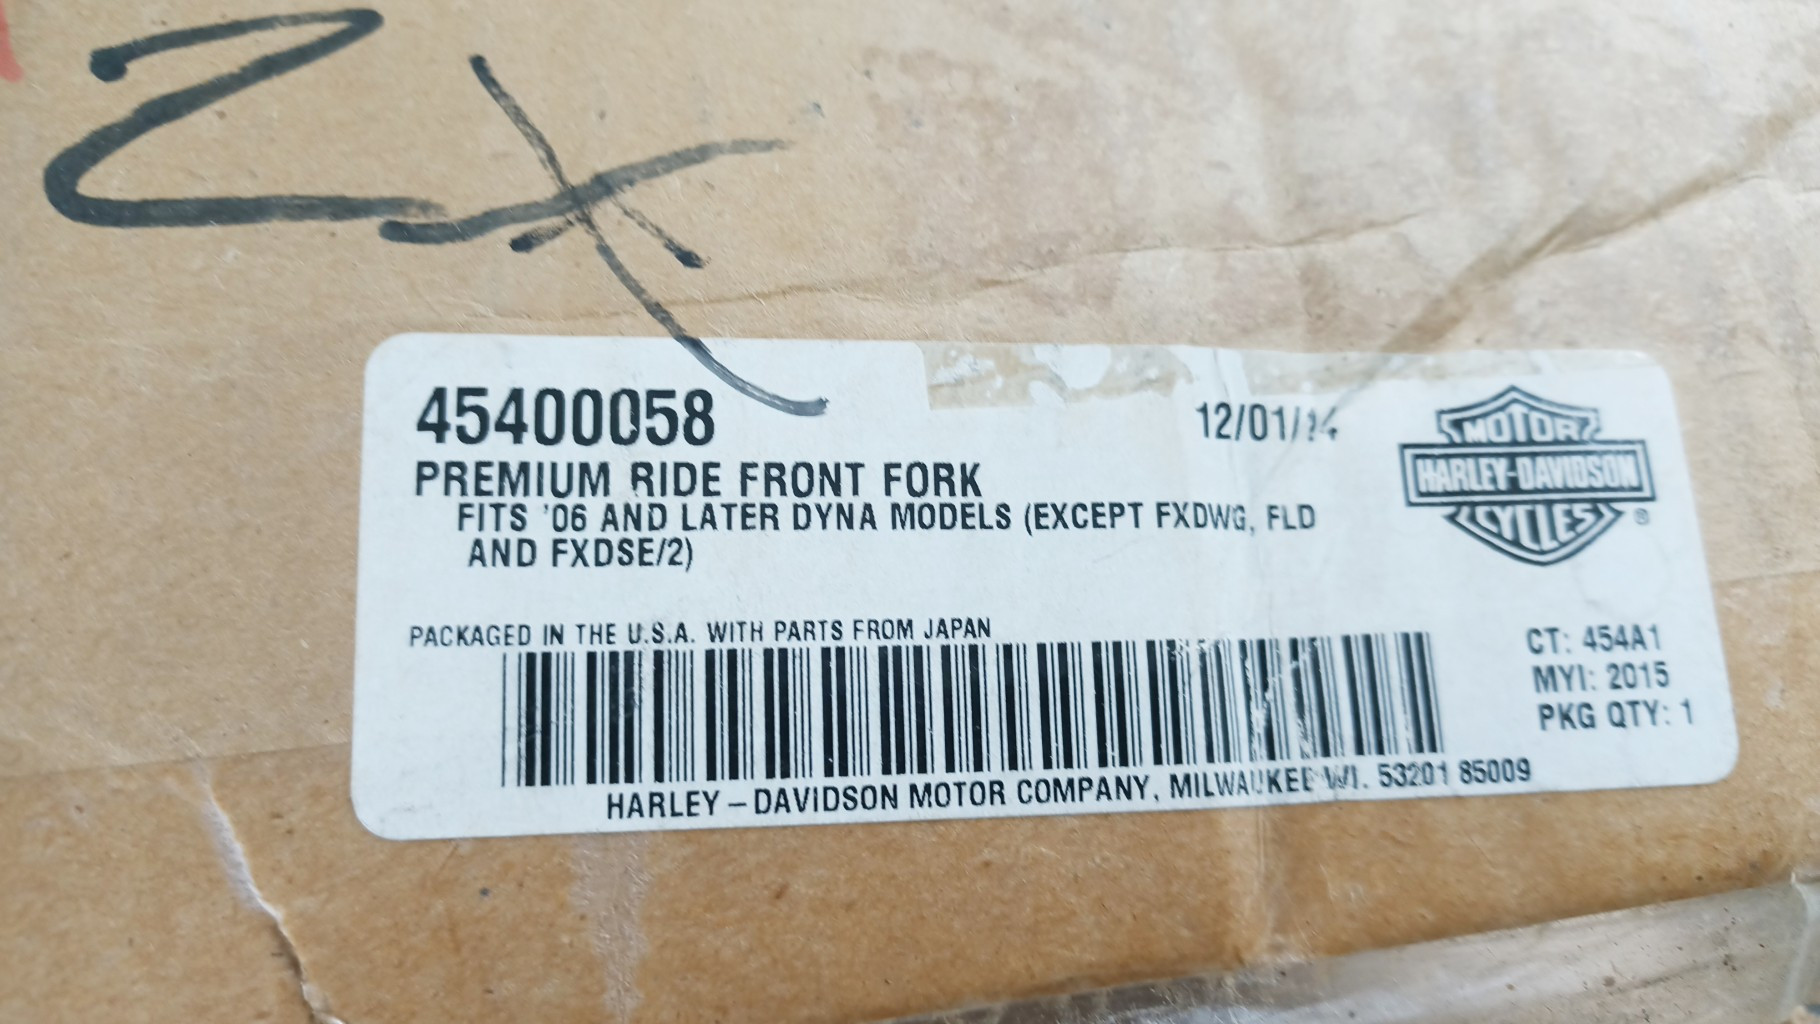 2x
45400058
12/01/14
PREMIUM RIDE FRONT FORK
FITS '06 AND LATER DYNA MODELS (EXCEPT FXDWG, FLD
AND FXDSE/2)
MOTOR
HARLEY-DAVIDSON
CYCLES
®
PACKAGED IN THE U.S.A. WITH PARTS FROM JAPAN
CT: 454A1
MYI: 2015
PKG QTY: 1
HARLEY – DAVIDSON MOTOR COMPANY, MILWAUKEE WI. 53201 85009